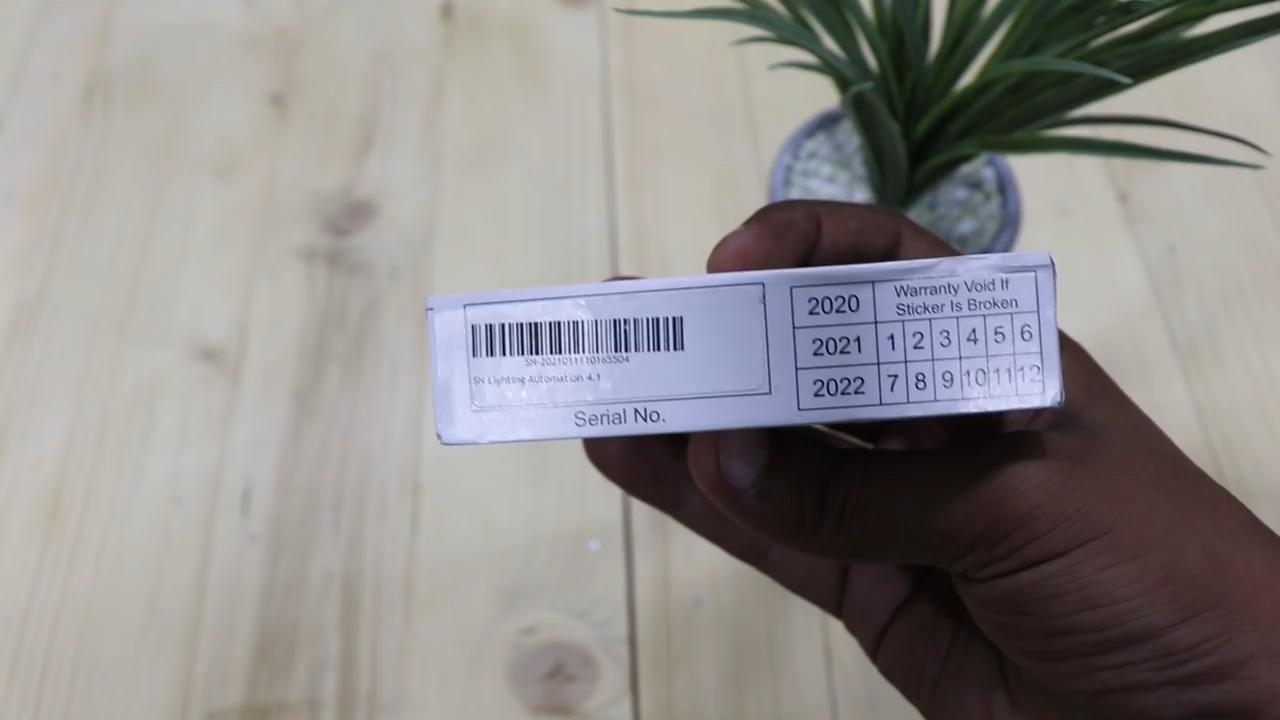 SN-2021011110165504
SN Lighting Automation 4.1
Serial No.
2020 Warranty Void If
Sticker Is Broken
2021 1 2 3 4 5 6
2022 7 8 9 10 11 12